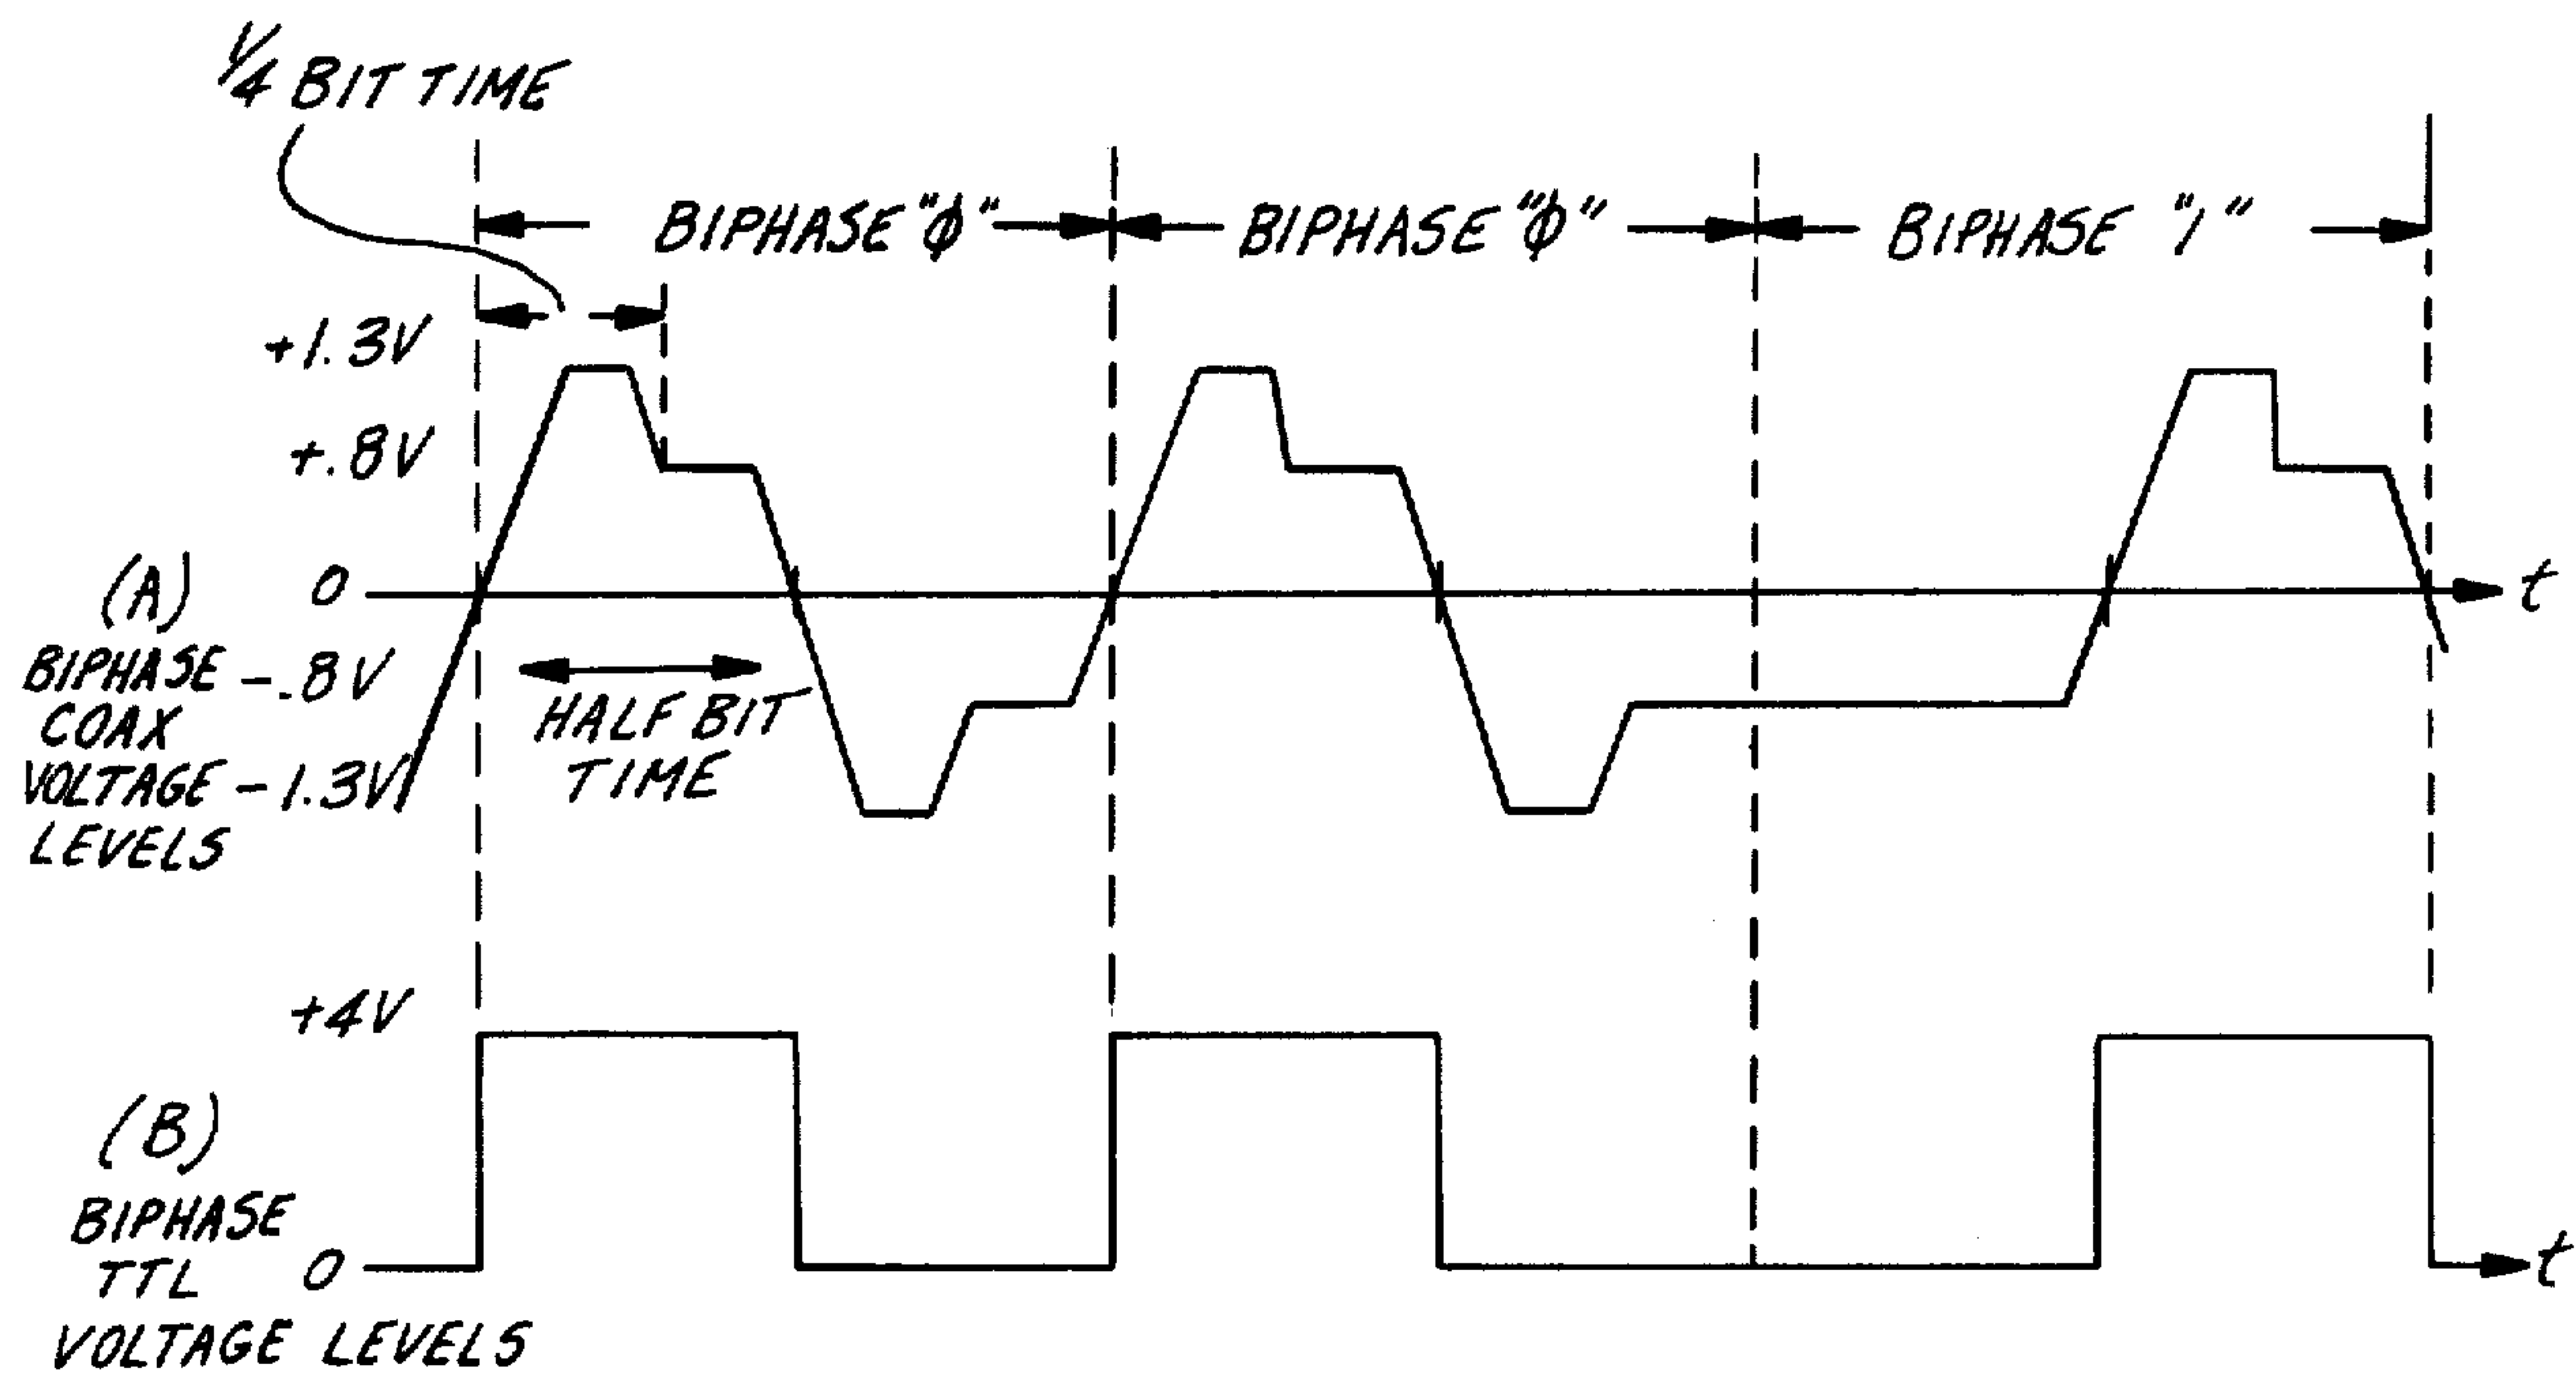 1/4 BIT TIME
BIPHASE "ϕ"
BIPHASE "ϕ"
BIPHASE "1"
+1.3V
+.8V
(A)
0
t
BIPHASE
COAX
VOLTAGE
LEVELS
-.8V
-1.3V
HALF BIT
TIME
+4V
(B)
BIPHASE
TTL
VOLTAGE LEVELS
0
t